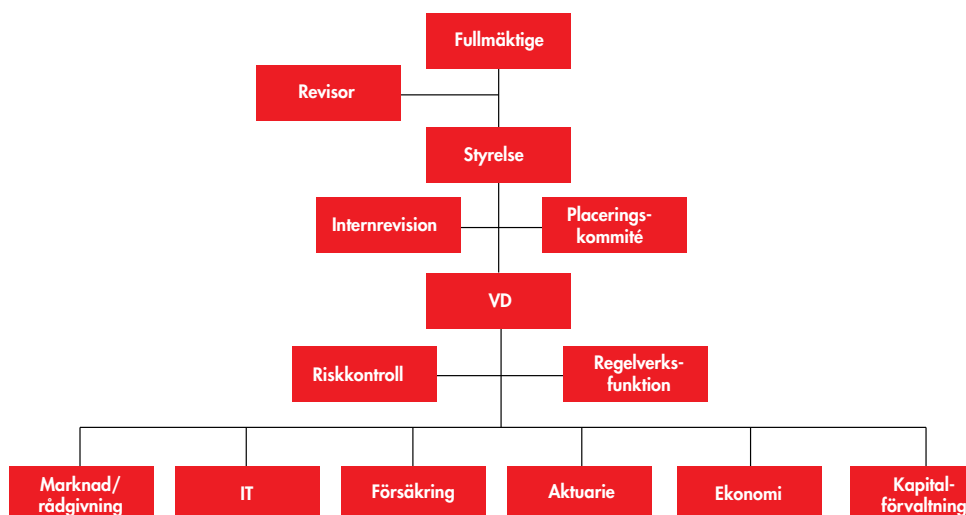 Fullmäktige
Revisor
Styrelse
Internrevision
Placerings-
kommité
VD
Riskkontroll
Regelverks-
funktion
Marknad/
rådgivning
IT
Försäkring
Aktuarie
Ekonomi
Kapital-
förvaltning